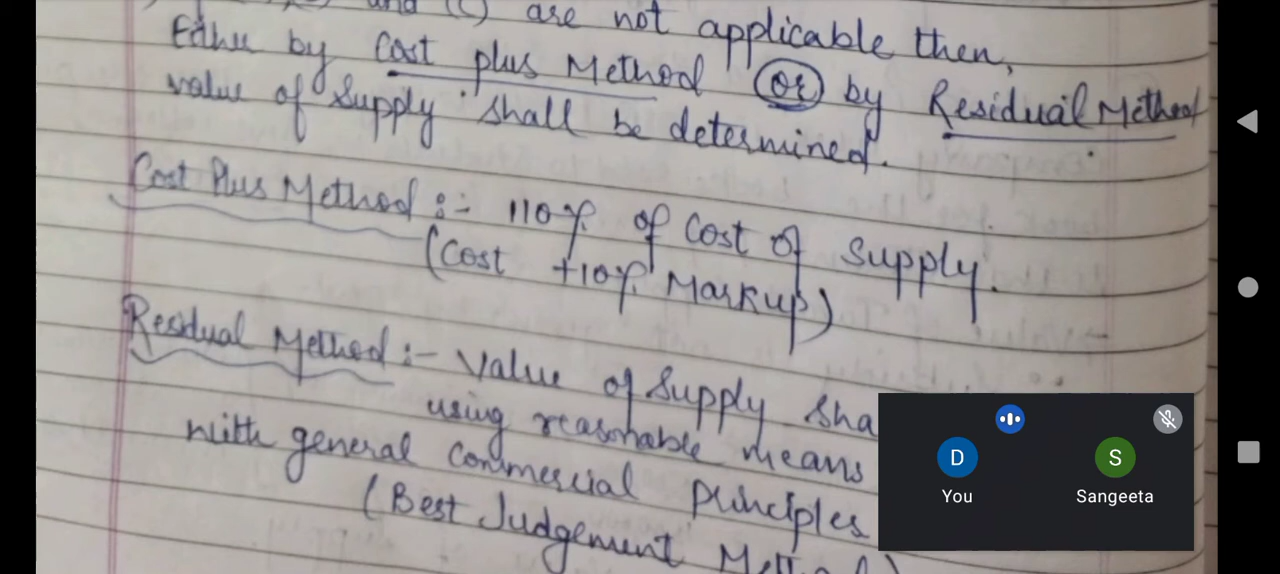 and (c) are not applicable then,
Either by Cost plus Method (or) by Residual Method
value of Supply shall be determined.
Cost Plus Method :- 110% of Cost of Supply.
(Cost +10% Markup)
Residual Method :- Value of Supply sha
using reasonable means
with general Commercial Principles
(Best Judgement
D
S
You
Sangeeta